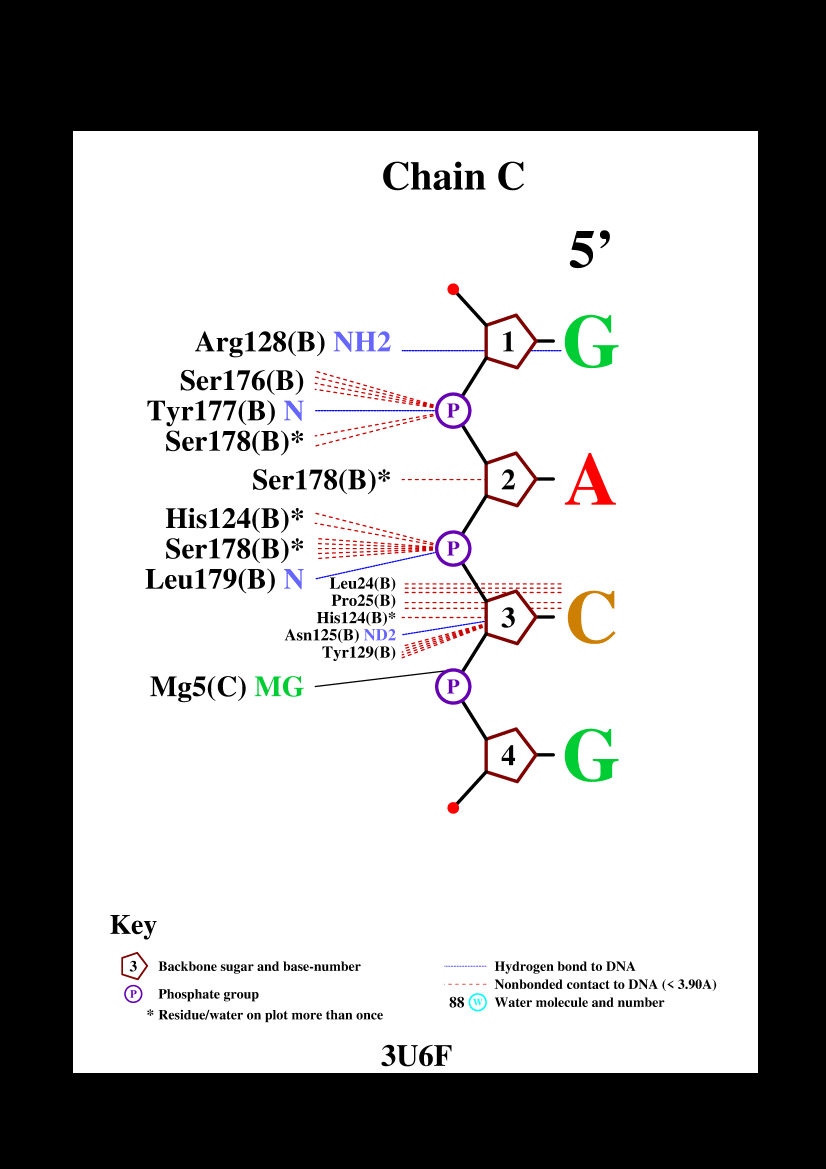 Chain C
5’
Arg128(B) NH2
1
G
Ser176(B)
Tyr177(B) N
P
Ser178(B)*
Ser178(B)*
2
A
His124(B)*
Ser178(B)*
P
Leu179(B) N
Leu24(B)
Pro25(B)
His124(B)*
3
C
Asn125(B) ND2
Tyr129(B)
Mg5(C) MG
P
4
G
Key
3 Backbone sugar and base-number
P Phosphate group
* Residue/water on plot more than once
Hydrogen bond to DNA
Nonbonded contact to DNA (< 3.90A)
88 W Water molecule and number
3U6F